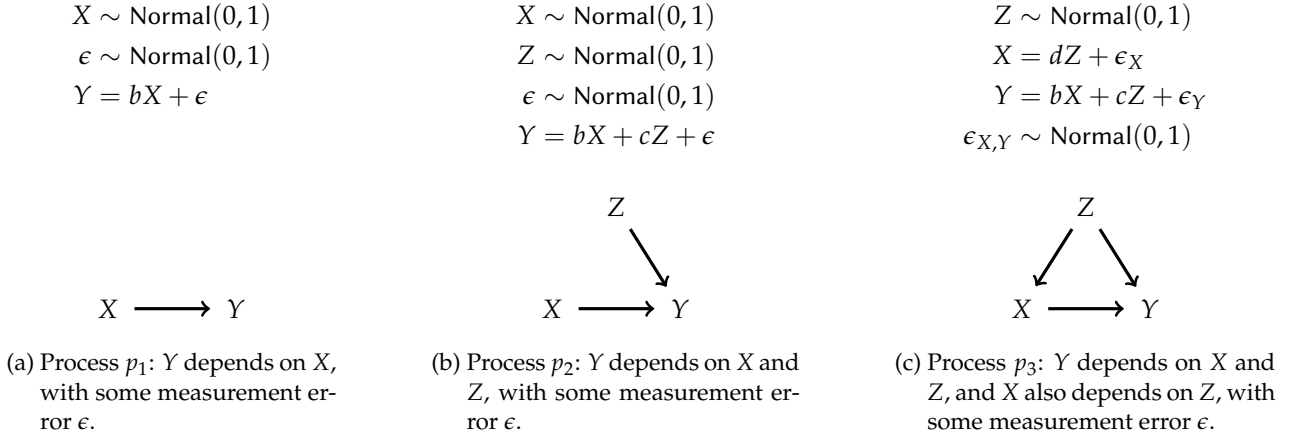 X ∼ Normal(0, 1)
ϵ ∼ Normal(0, 1)
Y = bX + ϵ
X → Y
(a) Process p₁: Y depends on X,
with some measurement er-
ror ϵ.
X ∼ Normal(0, 1)
Z ∼ Normal(0, 1)
ϵ ∼ Normal(0, 1)
Y = bX + cZ + ϵ
Z
X → Y
(b) Process p₂: Y depends on X and
Z, with some measurement er-
ror ϵ.
Z ∼ Normal(0, 1)
X = dZ + ϵ_X
Y = bX + cZ + ϵ_Y
ϵ_{X,Y} ∼ Normal(0, 1)
Z
X → Y
(c) Process p₃: Y depends on X and
Z, and X also depends on Z, with
some measurement error ϵ.